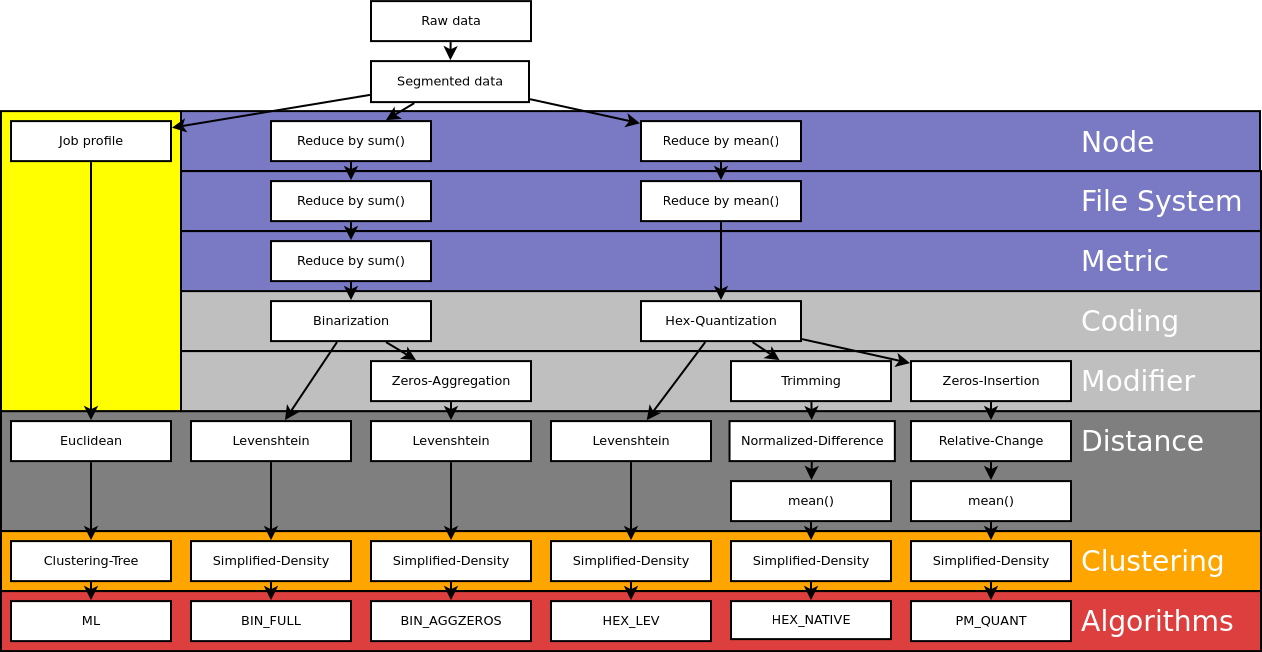 Raw data
Segmented data
Job profile
Reduce by sum()
Reduce by mean()
Node
Reduce by sum()
Reduce by mean()
File System
Reduce by sum()
Metric
Binarization
Hex-Quantization
Coding
Zeros-Aggregation
Trimming
Zeros-Insertion
Modifier
Euclidean
Levenshtein
Levenshtein
Levenshtein
Normalized-Difference
Relative-Change
Distance
mean()
mean()
Clustering-Tree
Simplified-Density
Simplified-Density
Simplified-Density
Simplified-Density
Simplified-Density
Clustering
ML
BIN_FULL
BIN_AGGZEROS
HEX_LEV
HEX_NATIVE
PM_QUANT
Algorithms